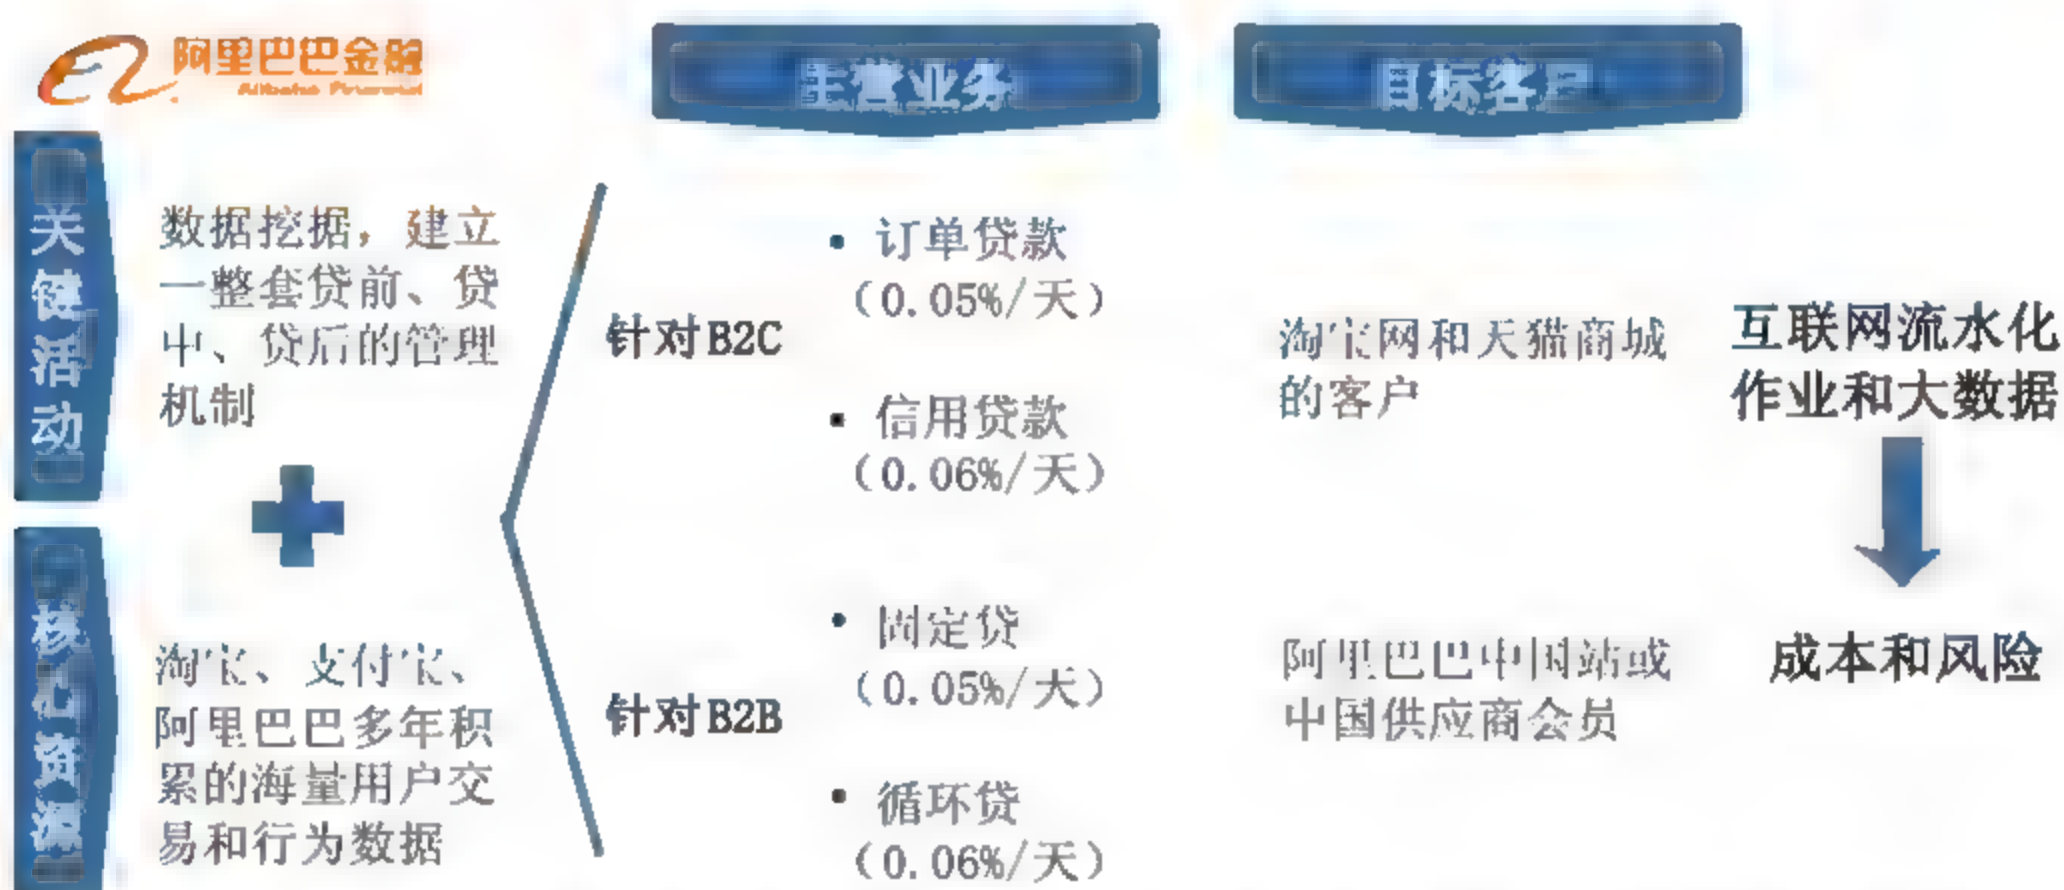 阿里巴巴金融
Alibaba Financial
主营业务
目标客户
关键活动
数据挖据，建立
一整套贷前、贷
中、贷后的管理
机制
核心资源
淘宝、支付宝、
阿里巴巴多年积
累的海量用户交
易和行为数据
针对B2C
• 订单贷款
（0.05%/天）
• 信用贷款
（0.06%/天）
淘宝网和天猫商城
的客户
针对B2B
• 固定贷
（0.05%/天）
• 循环贷
（0.06%/天）
阿里巴巴中国站或
中国供应商会员
互联网流水化
作业和大数据
成本和风险